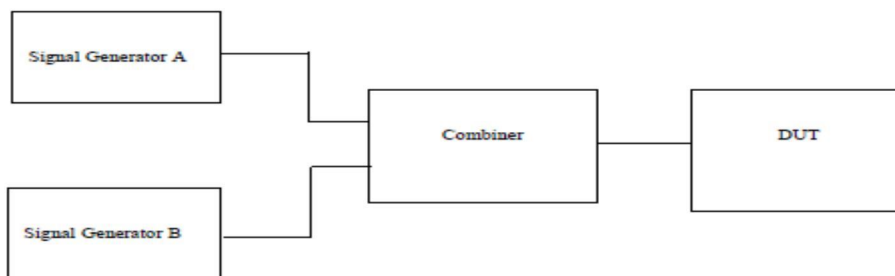 Signal Generator A
Combiner
DUT
Signal Generator B